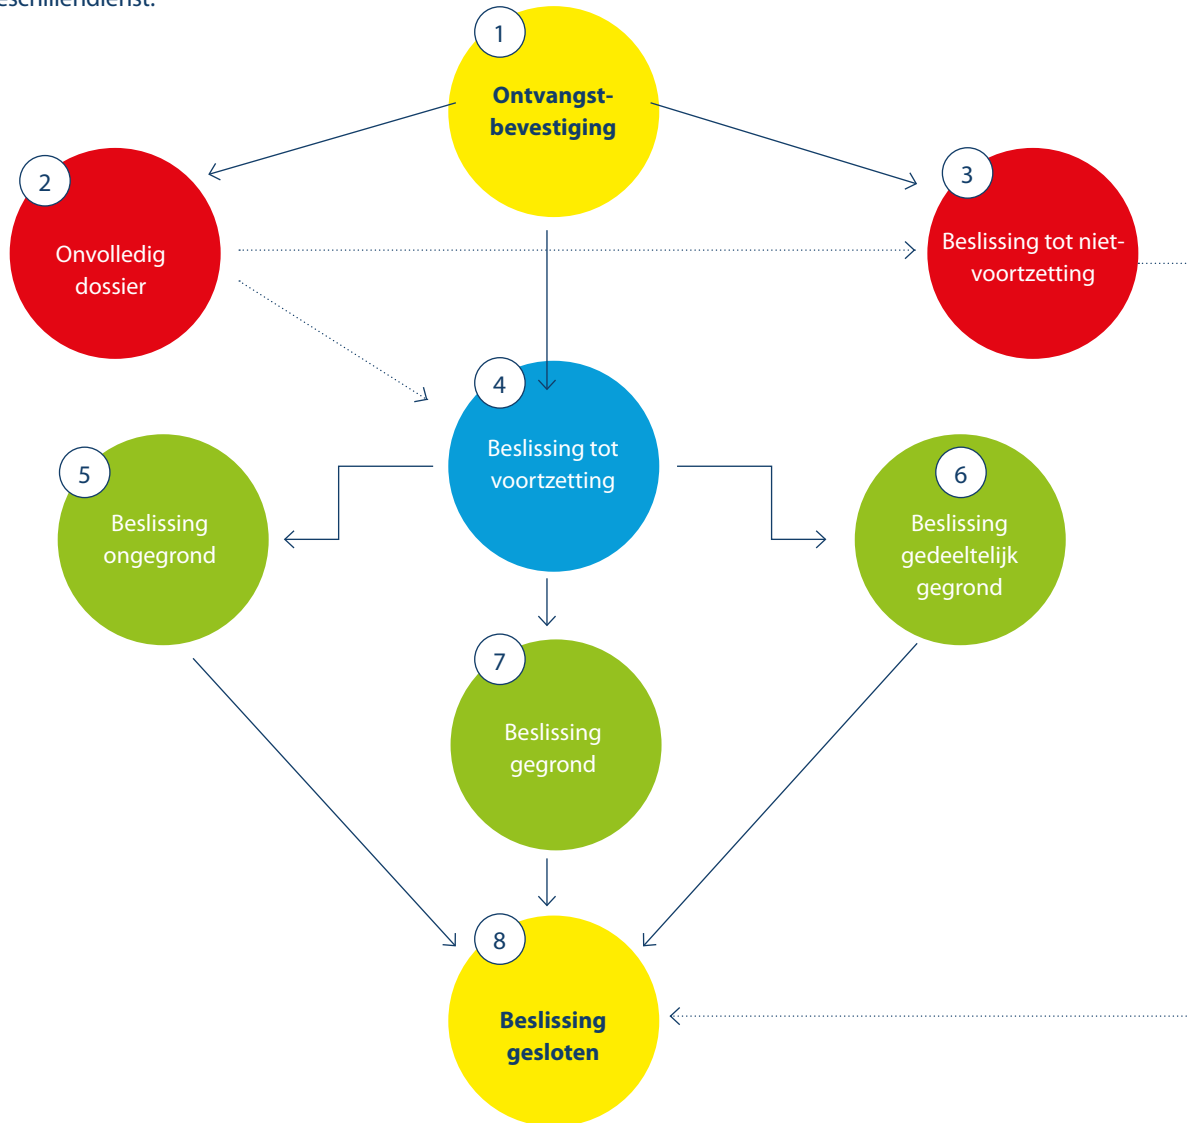 1
Ontvangst-
bevestiging
2
Onvolledig
dossier
3
Beslissing tot niet-
voortzetting
4
Beslissing tot
voortzetting
5
Beslissing
ongegrond
6
Beslissing
gedeeltelijk
gegrond
7
Beslissing
gegrond
8
Beslissing
gesloten